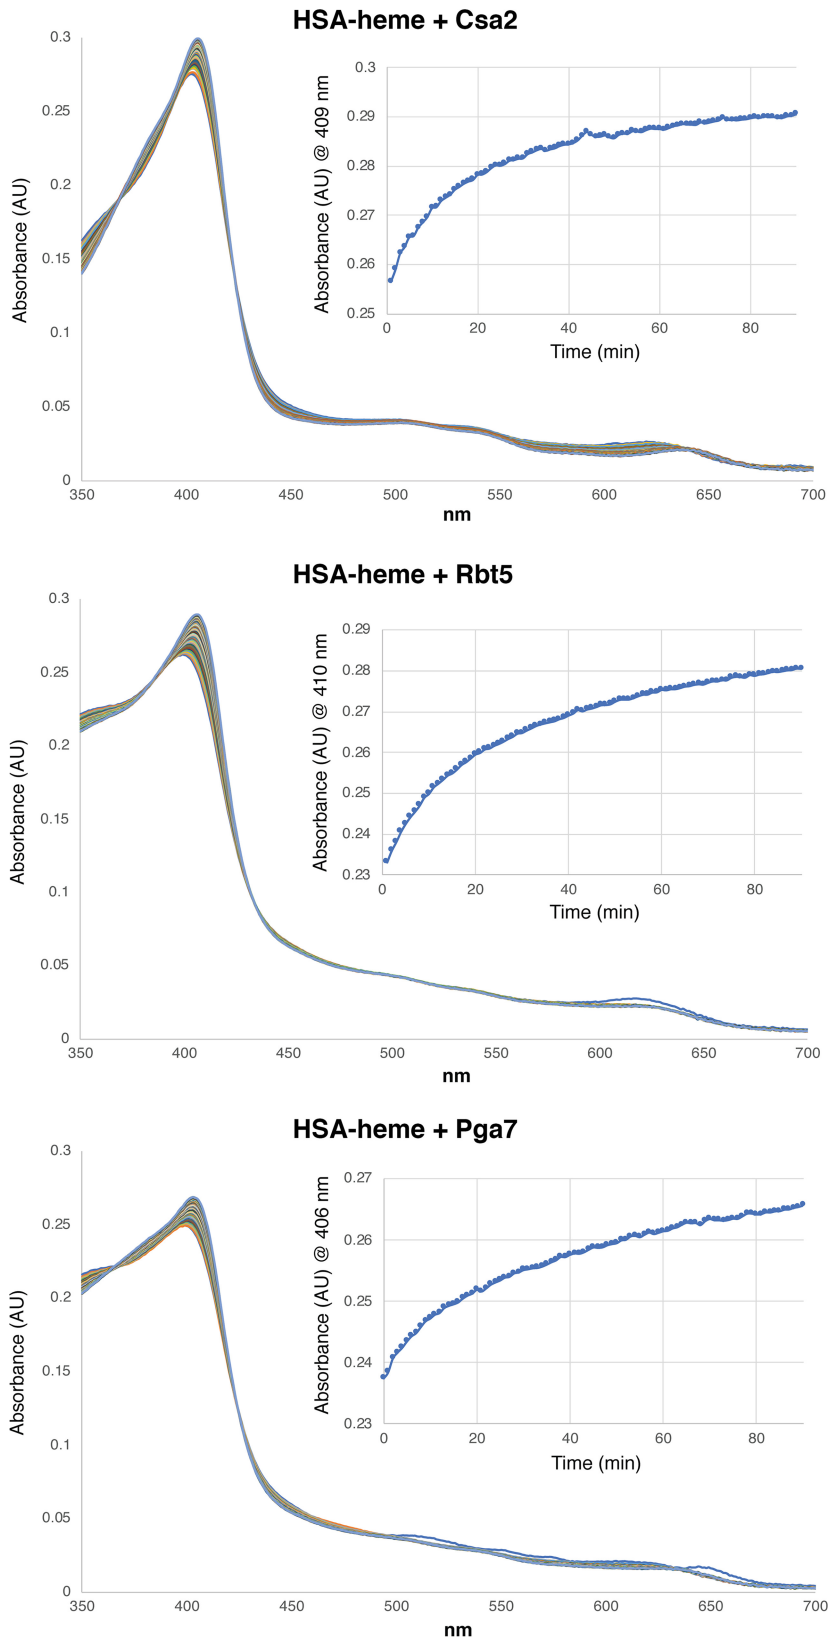 HSA-heme + Csa2
0.3
0.25
0.2
0.15
0.1
0.05
0
350 400 450 500 550 600 650 700
Absorbance (AU)
nm
0.3
0.29
0.28
0.27
0.26
0.25
0 20 40 60 80
Absorbance (AU) @ 409 nm
Time (min)
HSA-heme + Rbt5
0.3
0.25
0.2
0.15
0.1
0.05
0
350 400 450 500 550 600 650 700
Absorbance (AU)
nm
0.29
0.28
0.27
0.26
0.25
0.24
0.23
0 20 40 60 80
Absorbance (AU) @ 410 nm
Time (min)
HSA-heme + Pga7
0.3
0.25
0.2
0.15
0.1
0.05
0
350 400 450 500 550 600 650 700
Absorbance (AU)
nm
0.27
0.26
0.25
0.24
0.23
0 20 40 60 80
Absorbance (AU) @ 406 nm
Time (min)